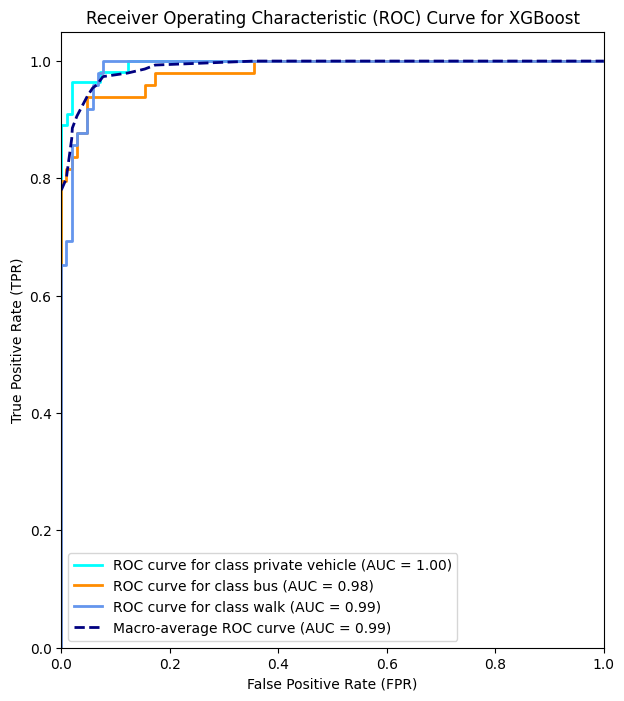 Receiver Operating Characteristic (ROC) Curve for XGBoost
True Positive Rate (TPR)
1.0
0.8
0.6
0.4
0.2
0.0
ROC curve for class private vehicle (AUC = 1.00)
ROC curve for class bus (AUC = 0.98)
ROC curve for class walk (AUC = 0.99)
Macro-average ROC curve (AUC = 0.99)
0.0 0.2 0.4 0.6 0.8 1.0
False Positive Rate (FPR)